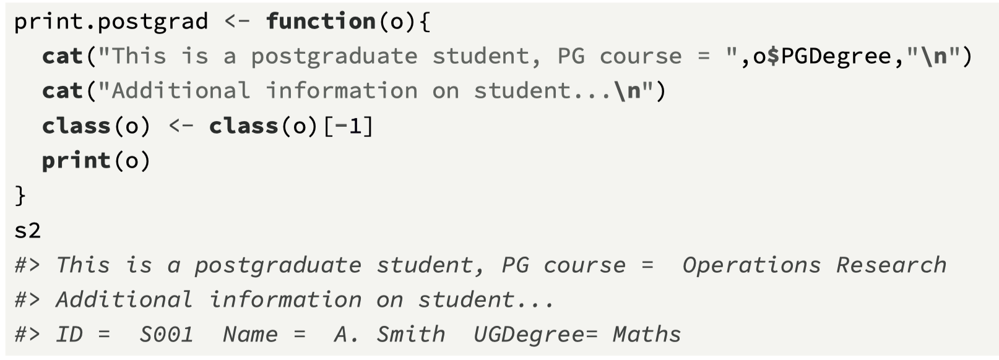 print.postgrad <- function(o){
  cat("This is a postgraduate student, PG course = ",o$PGDegree,"\n")
  cat("Additional information on student...\n")
  class(o) <- class(o)[-1]
  print(o)
}
s2
#> This is a postgraduate student, PG course =  Operations Research
#> Additional information on student...
#> ID =  S001  Name =  A. Smith  UGDegree= Maths